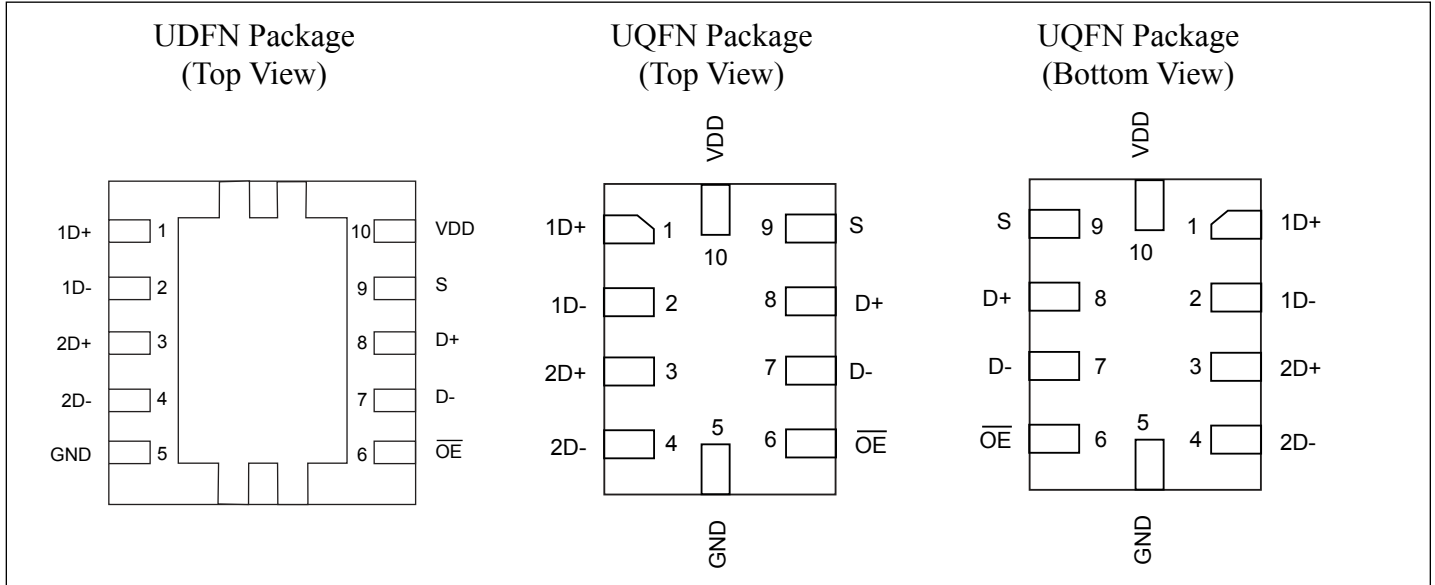 UDFN Package
(Top View)
1D+ 1 10 VDD
1D- 2 9 S
2D+ 3 8 D+
2D- 4 7 D-
GND 5 6 O̅E̅
UQFN Package
(Top View)
VDD
1D+ 1 10 9 S
1D- 2 8 D+
2D+ 3 7 D-
2D- 4 5 6 O̅E̅
GND
UQFN Package
(Bottom View)
VDD
S 9 10 1 1D+
D+ 8 2 1D-
D- 7 3 2D+
O̅E̅ 6 5 4 2D-
GND